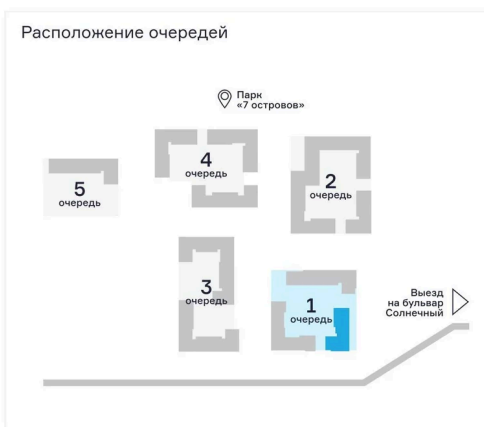 Расположение очередей
Парк
«7 островов»
4
очередь
2
очередь
5
очередь
3
очередь
1
очередь
Выезд
на бульвар
Солнечный